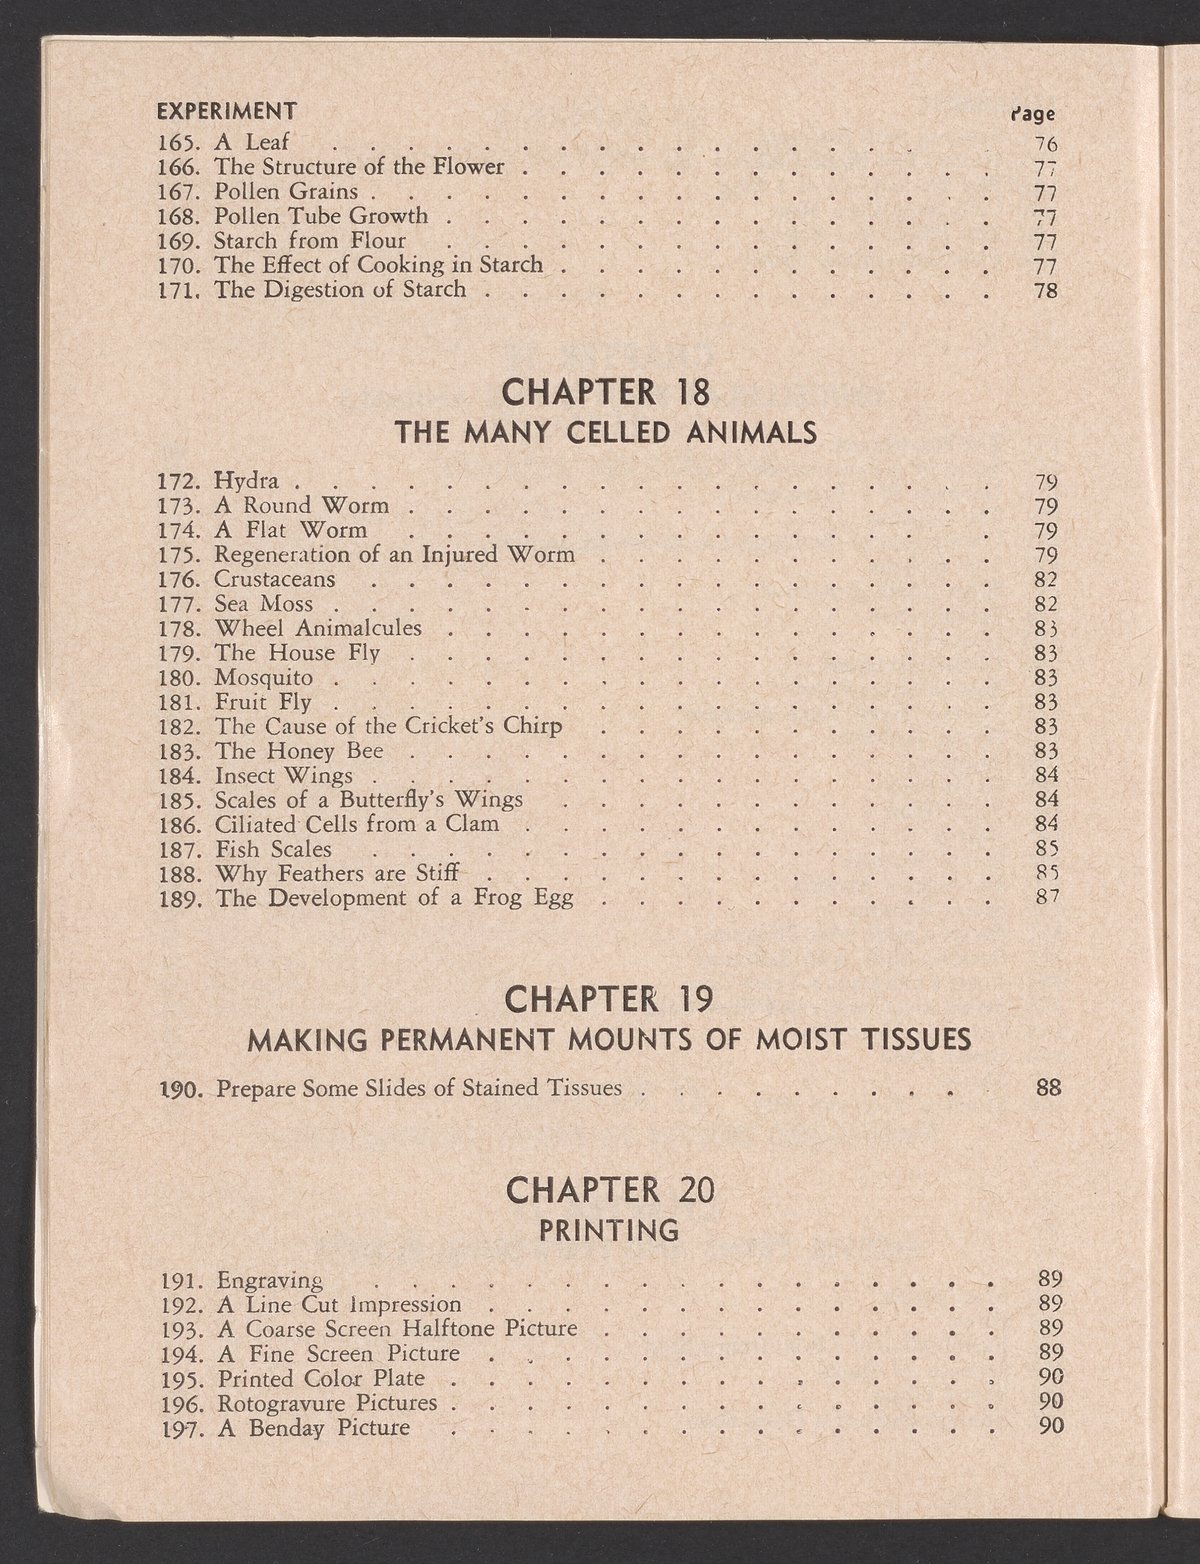 EXPERIMENT Page
165. A Leaf . . . . . . . . . . . . . . . . 76
166. The Structure of the Flower . . . . . . . . . . . . . 77
167. Pollen Grains . . . . . . . . . . . . . . . . . 77
168. Pollen Tube Growth . . . . . . . . . . . . . . . 77
169. Starch from Flour . . . . . . . . . . . . . . . 77
170. The Effect of Cooking in Starch . . . . . . . . . . . . 77
171. The Digestion of Starch . . . . . . . . . . . . . . 78
CHAPTER 18
THE MANY CELLED ANIMALS
172. Hydra . . . . . . . . . . . . . . . . . . . 79
173. A Round Worm . . . . . . . . . . . . . . . . 79
174. A Flat Worm . . . . . . . . . . . . . . . 79
175. Regeneration of an Injured Worm . . . . . . . . . . . 79
176. Crustaceans . . . . . . . . . . . . . . . . . 82
177. Sea Moss . . . . . . . . . . . . . . . . . . 82
178. Wheel Animalcules . . . . . . . . . . . . . . . 83
179. The House Fly . . . . . . . . . . . . . . . . 83
180. Mosquito . . . . . . . . . . . . . . . . . . 83
181. Fruit Fly . . . . . . . . . . . . . . . . . . 83
182. The Cause of the Cricket's Chirp . . . . . . . . . . . 83
183. The Honey Bee . . . . . . . . . . . . . . . . 83
184. Insect Wings . . . . . . . . . . . . . . . . . 84
185. Scales of a Butterfly's Wings . . . . . . . . . . . . 84
186. Ciliated Cells from a Clam . . . . . . . . . . . . . 84
187. Fish Scales . . . . . . . . . . . . . . . . . 85
188. Why Feathers are Stiff . . . . . . . . . . . . . . 85
189. The Development of a Frog Egg . . . . . . . . . . . 87
CHAPTER 19
MAKING PERMANENT MOUNTS OF MOIST TISSUES
190. Prepare Some Slides of Stained Tissues . . . . . . . . . 88
CHAPTER 20
PRINTING
191. Engraving . . . . . . . . . . . . . . . . . 89
192. A Line Cut Impression . . . . . . . . . . . . . . 89
193. A Coarse Screen Halftone Picture . . . . . . . . . . . 89
194. A Fine Screen Picture . . . . . . . . . . . . . . 89
195. Printed Color Plate . . . . . . . . . . . . . . . 90
196. Rotogravure Pictures . . . . . . . . . . . . . . . 90
197. A Benday Picture . . . . . . . . . . . . . . . 90